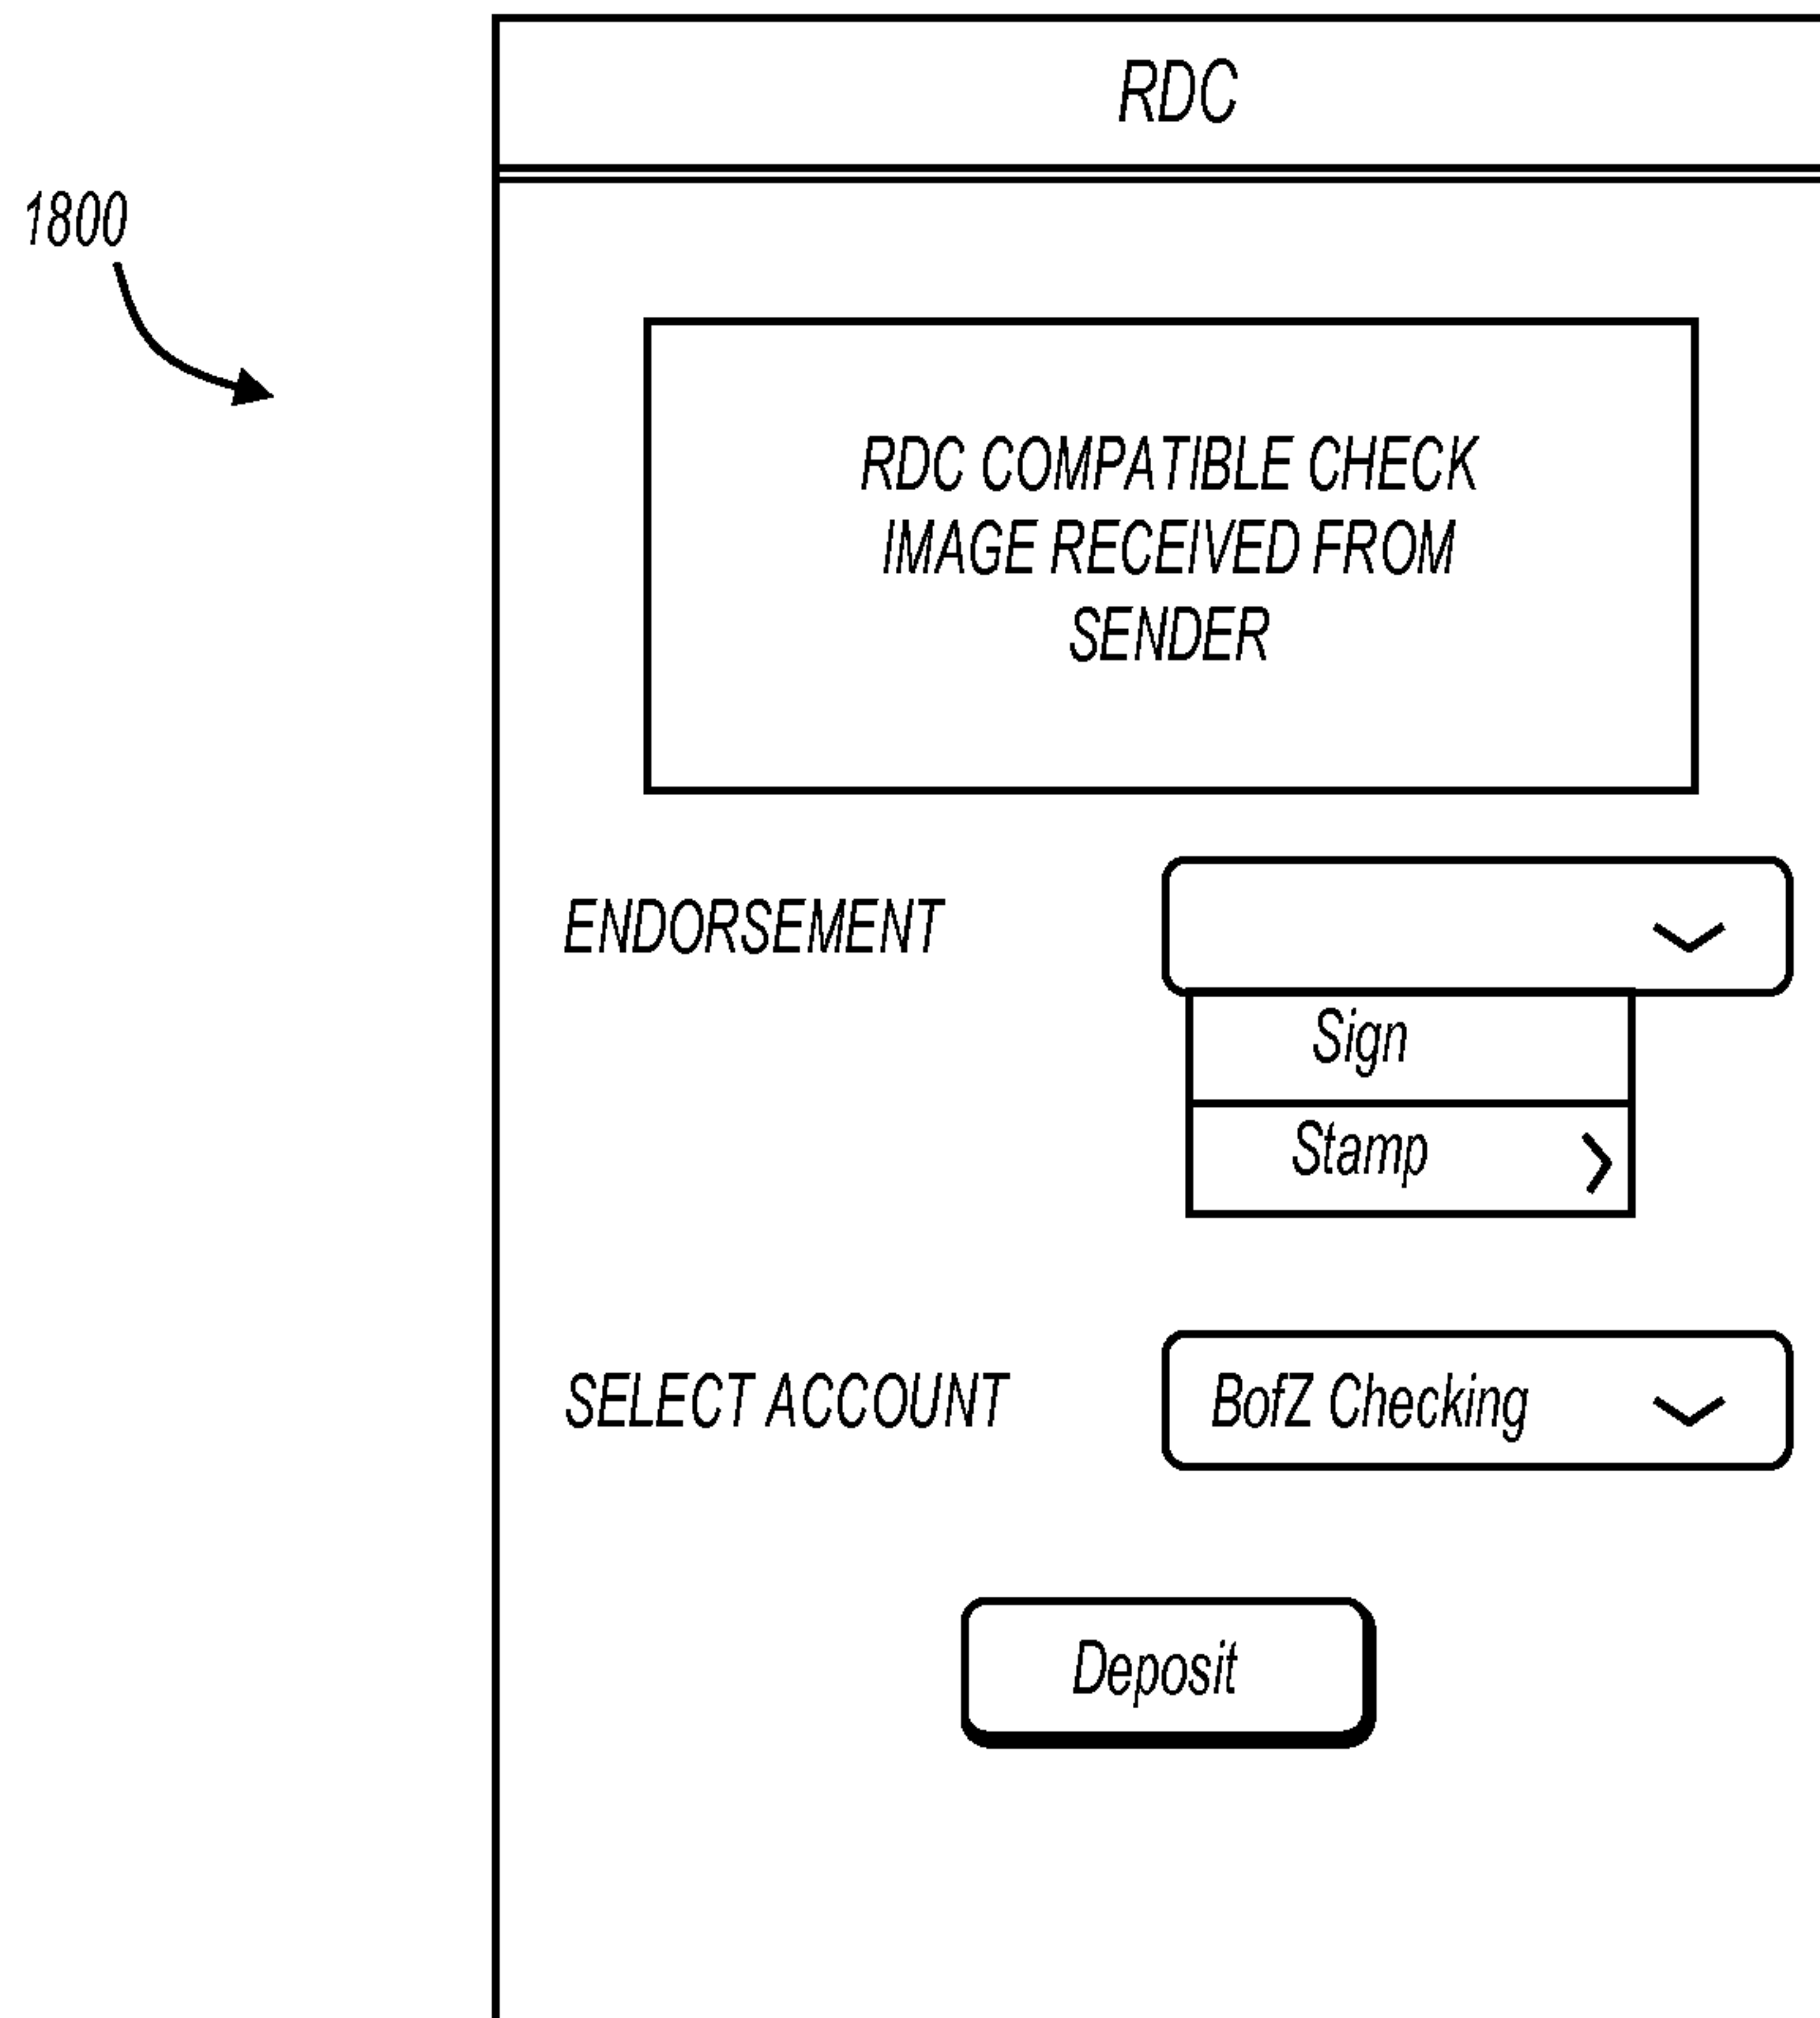 RDC
1800
RDC COMPATIBLE CHECK
IMAGE RECEIVED FROM
SENDER
ENDORSEMENT
Sign
Stamp
SELECT ACCOUNT BofZ Checking
Deposit